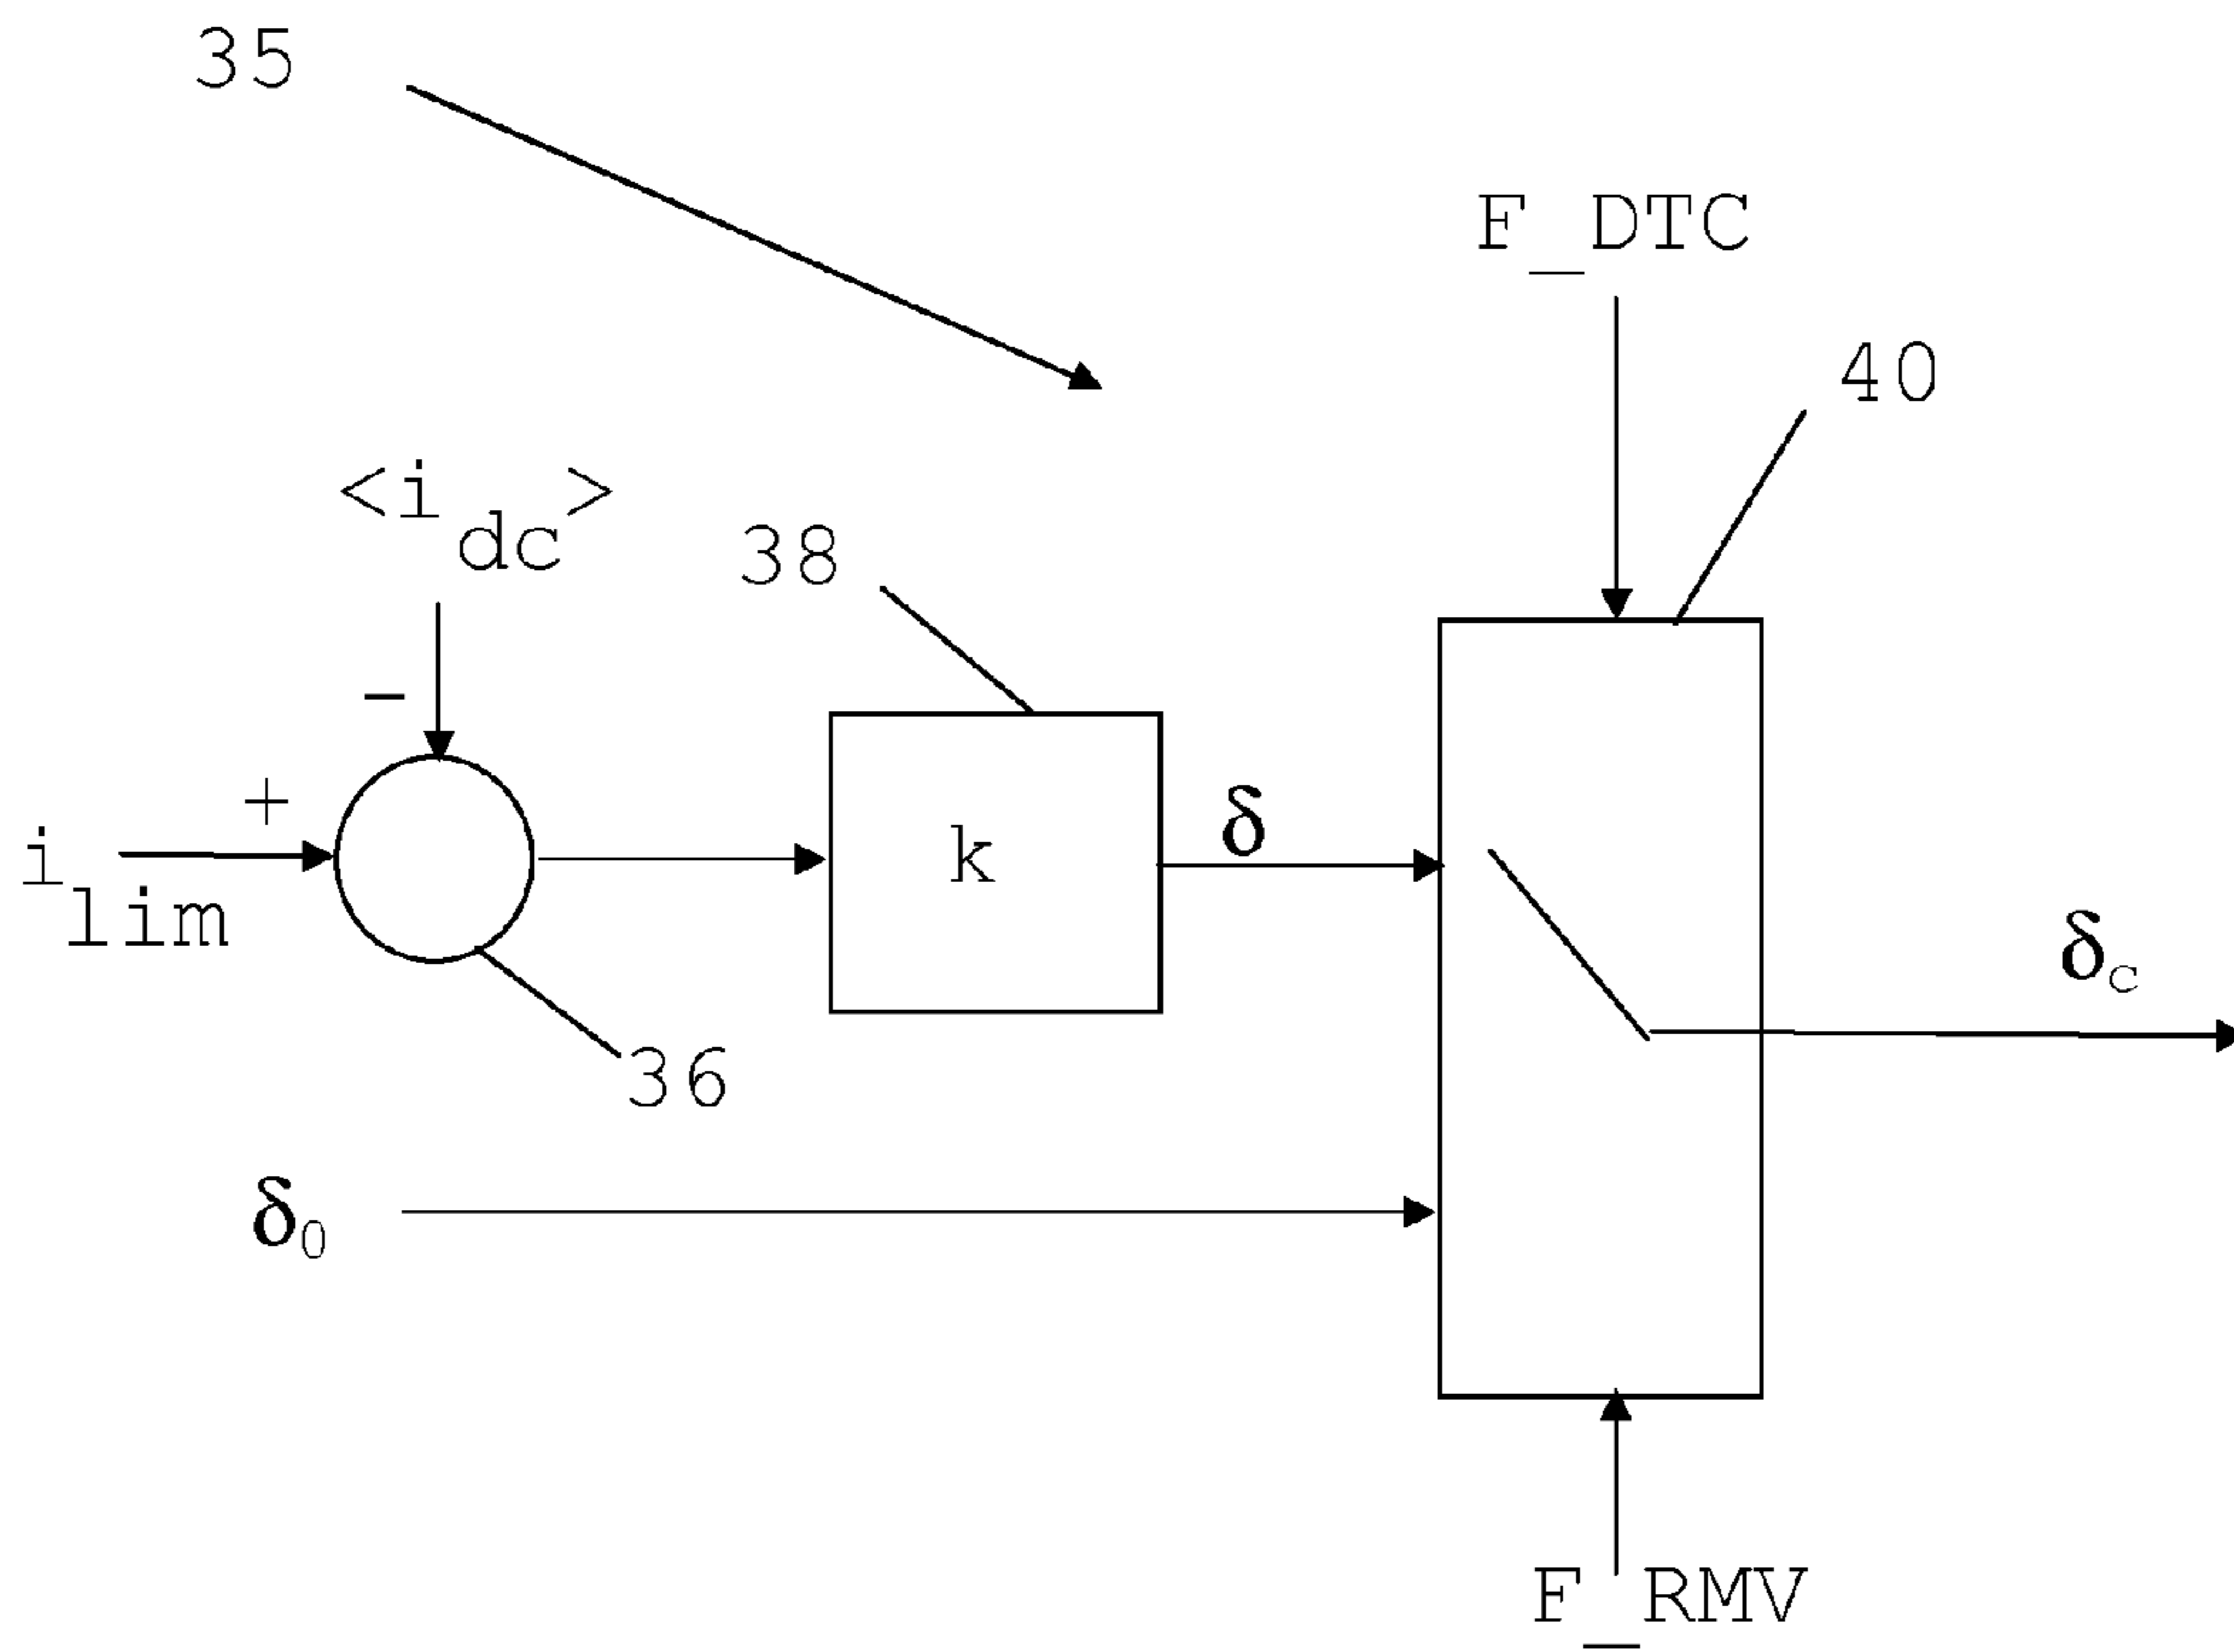 35
F_DTC
40
<i dc>
38
-
+
i lim
k
δ
δc
36
δ0
F_RMV